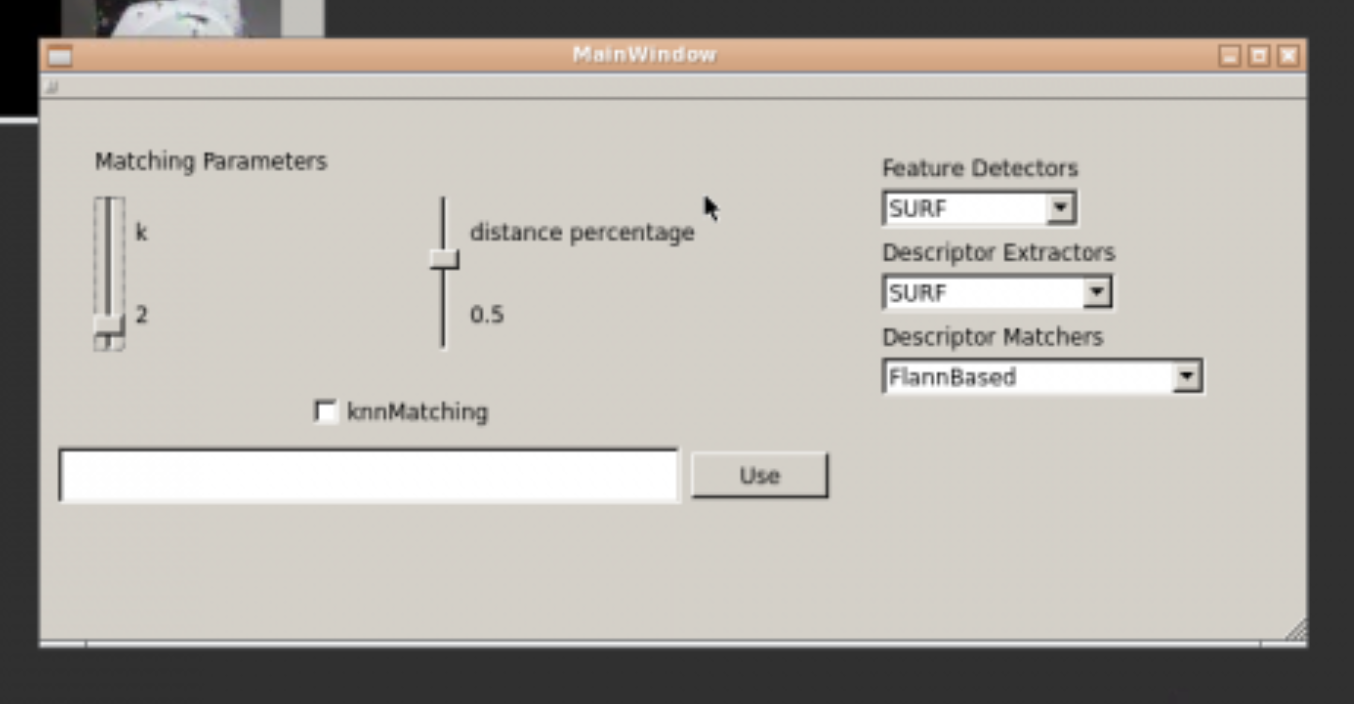 MainWindow
Matching Parameters
k
2
distance percentage
0.5
knnMatching
Use
Feature Detectors
SURF
Descriptor Extractors
SURF
Descriptor Matchers
FlannBased